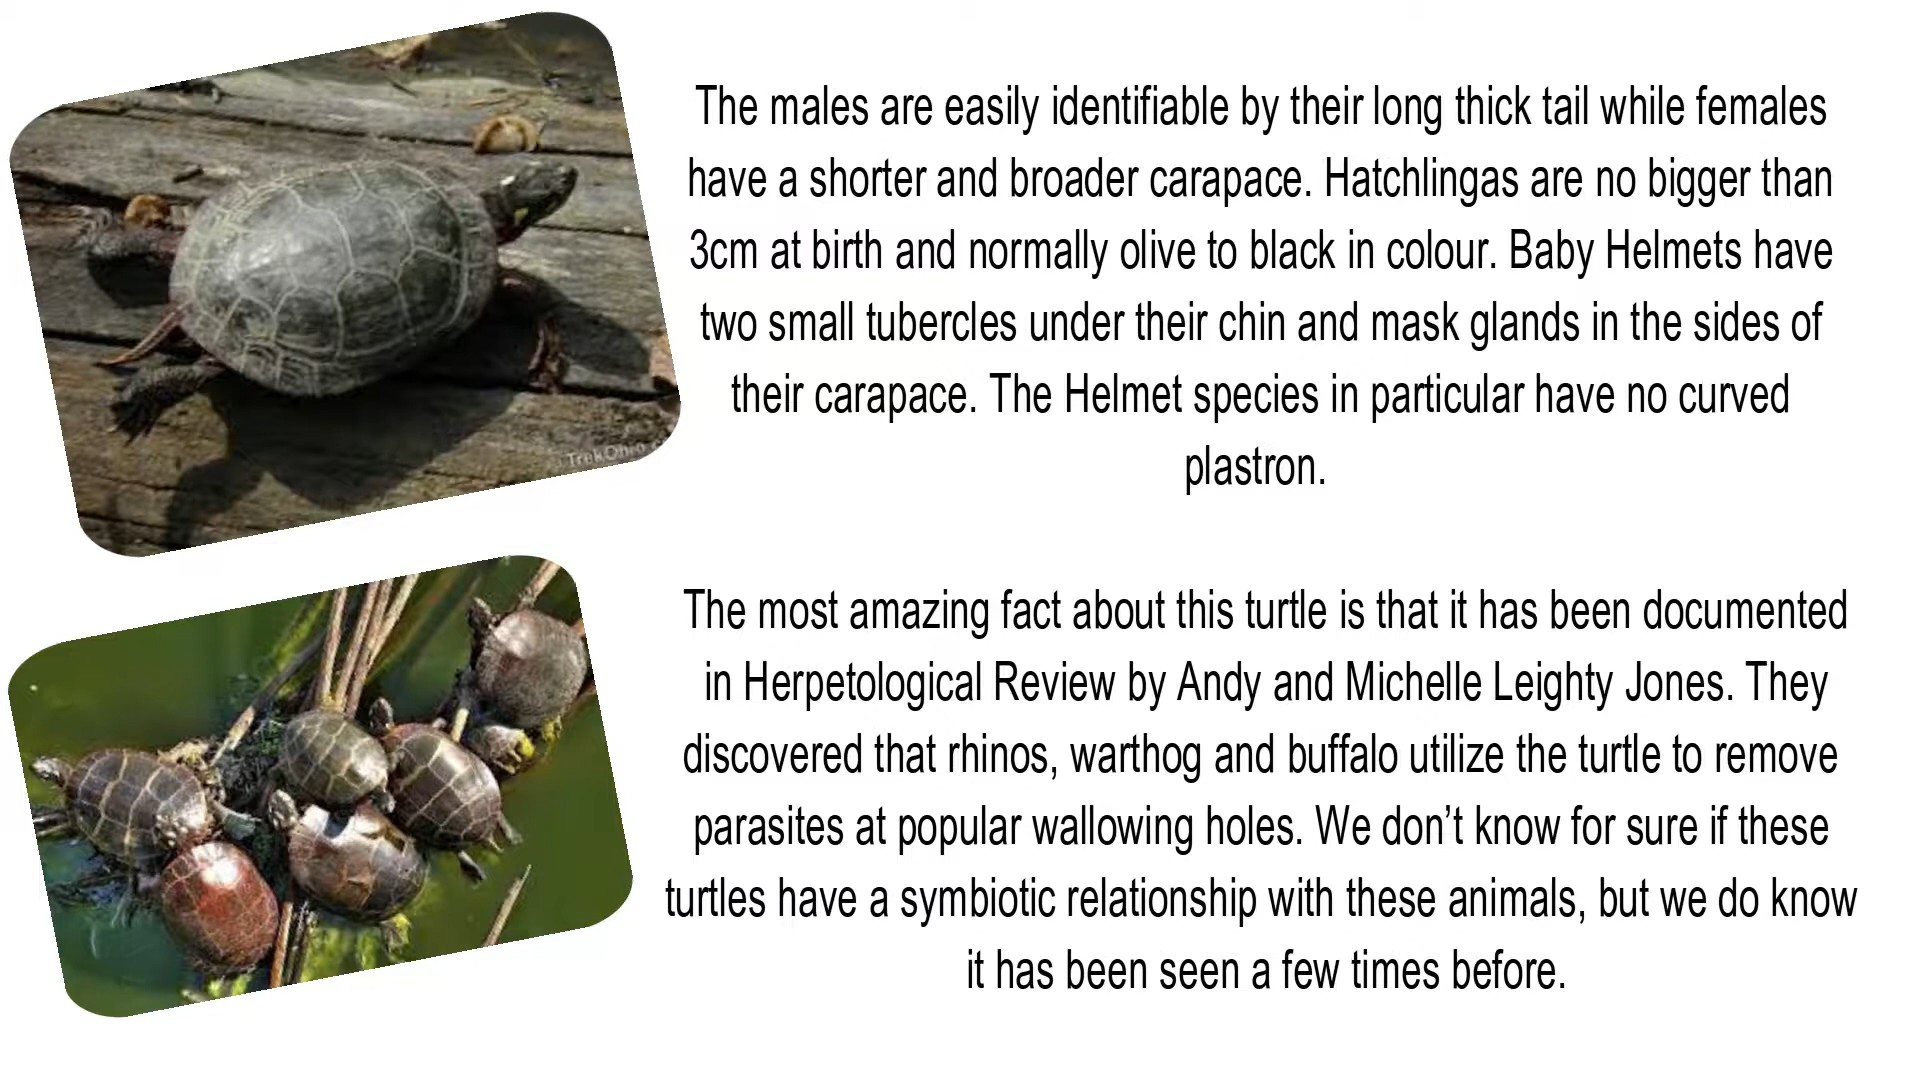 The males are easily identifiable by their long thick tail while females
have a shorter and broader carapace. Hatchlingas are no bigger than
3cm at birth and normally olive to black in colour. Baby Helmets have
two small tubercles under their chin and mask glands in the sides of
their carapace. The Helmet species in particular have no curved
plastron.
TrekOhio
The most amazing fact about this turtle is that it has been documented
in Herpetological Review by Andy and Michelle Leighty Jones. They
discovered that rhinos, warthog and buffalo utilize the turtle to remove
parasites at popular wallowing holes. We don’t know for sure if these
turtles have a symbiotic relationship with these animals, but we do know
it has been seen a few times before.